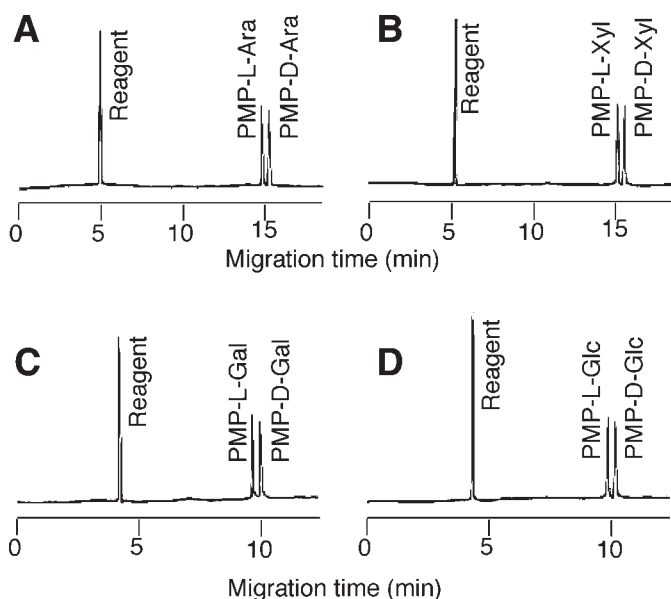 A
Reagent
PMP-L-Ara
PMP-D-Ara
0 5 10 15
B
Reagent
PMP-L-Xyl
PMP-D-Xyl
0 5 10 15
Migration time (min)
C
Reagent
PMP-L-Gal
PMP-D-Gal
0 5 10
D
Reagent
PMP-L-Glc
PMP-D-Glc
0 5 10
Migration time (min)